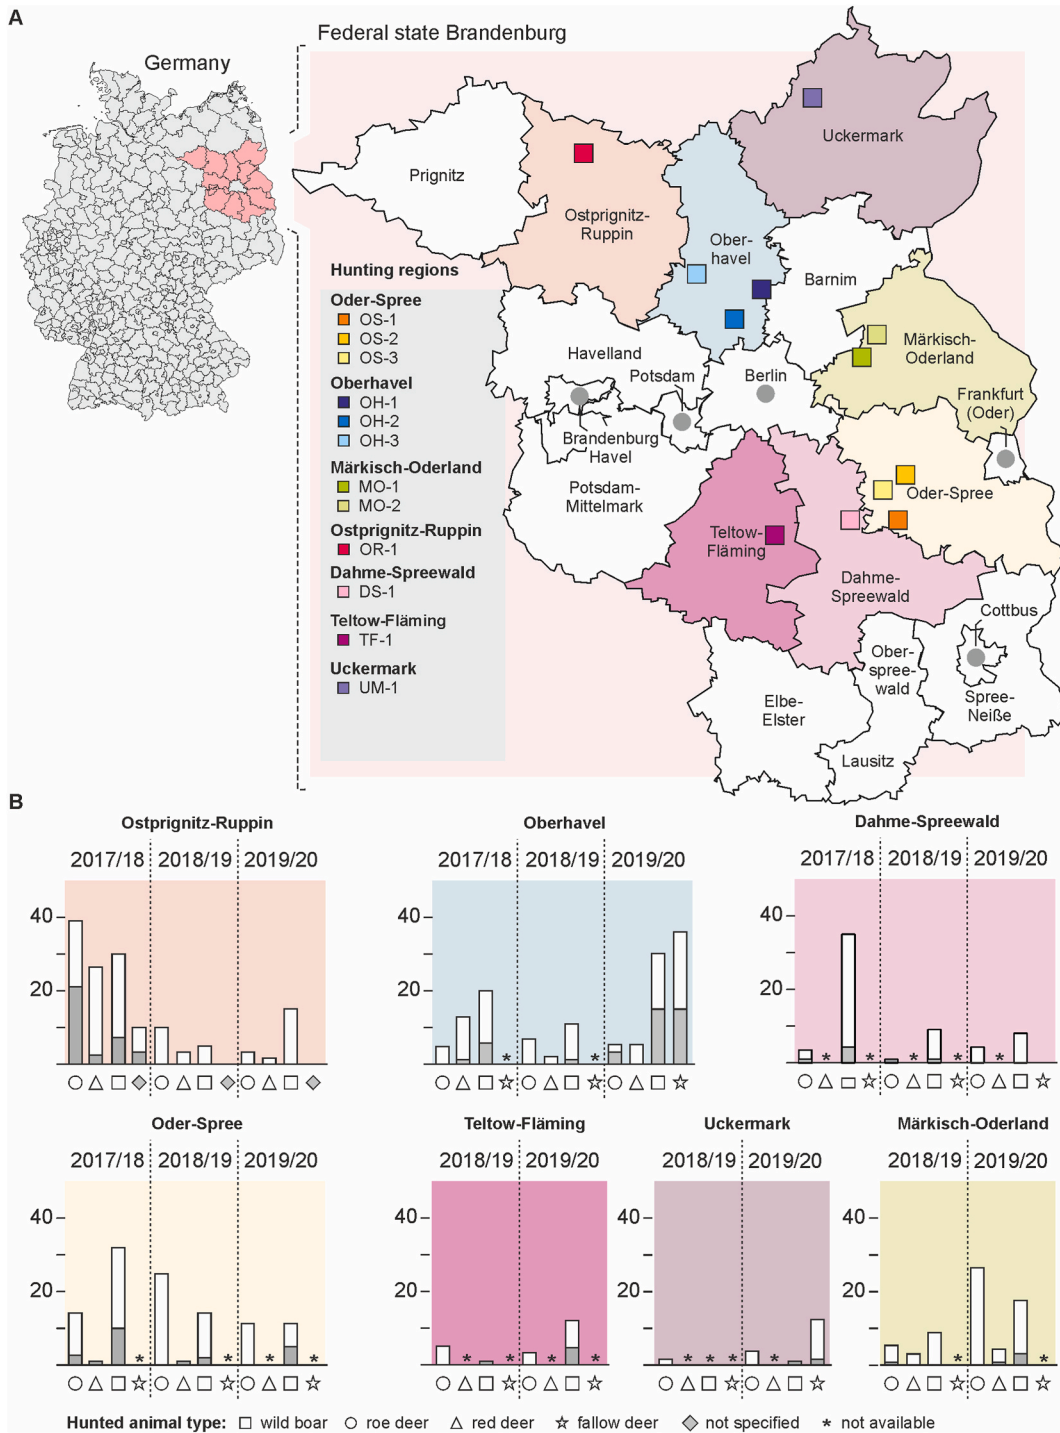 A
Federal state Brandenburg
Germany
Uckermark
Prignitz
Ostprignitz-
Ruppin
Ober-
havel
Barnim
Hunting regions
Oder-Spree
OS-1
OS-2
OS-3
Oberhavel
OH-1
OH-2
OH-3
Märkisch-Oderland
MO-1
MO-2
Ostprignitz-Ruppin
OR-1
Dahme-Spreewald
DS-1
Teltow-Fläming
TF-1
Uckermark
UM-1
Havelland
Potsdam
Berlin
Märkisch-
Oderland
Frankfurt
(Oder)
Brandenburg
Havel
Potsdam-
Mittelmark
Oder-Spree
Teltow-
Fläming
Dahme-
Spreewald
Cottbus
Ober-
spree-
wald
Elbe-
Elster
Spree-
Neiße
Lausitz
B
Ostprignitz-Ruppin
2017/18 2018/19 2019/20
40
20
Oberhavel
2017/18 2018/19 2019/20
40
20
* *
Dahme-Spreewald
2017/18 2018/19 2019/20
40
20
* * * * *
Oder-Spree
2017/18 2018/19 2019/20
40
20
* * * *
Teltow-Fläming
2018/19 2019/20
40
20
* * * *
Uckermark
2018/19 2019/20
40
20
* * * *
Märkisch-Oderland
2018/19 2019/20
40
20
* *
Hunted animal type: wild boar roe deer red deer fallow deer not specified * not available